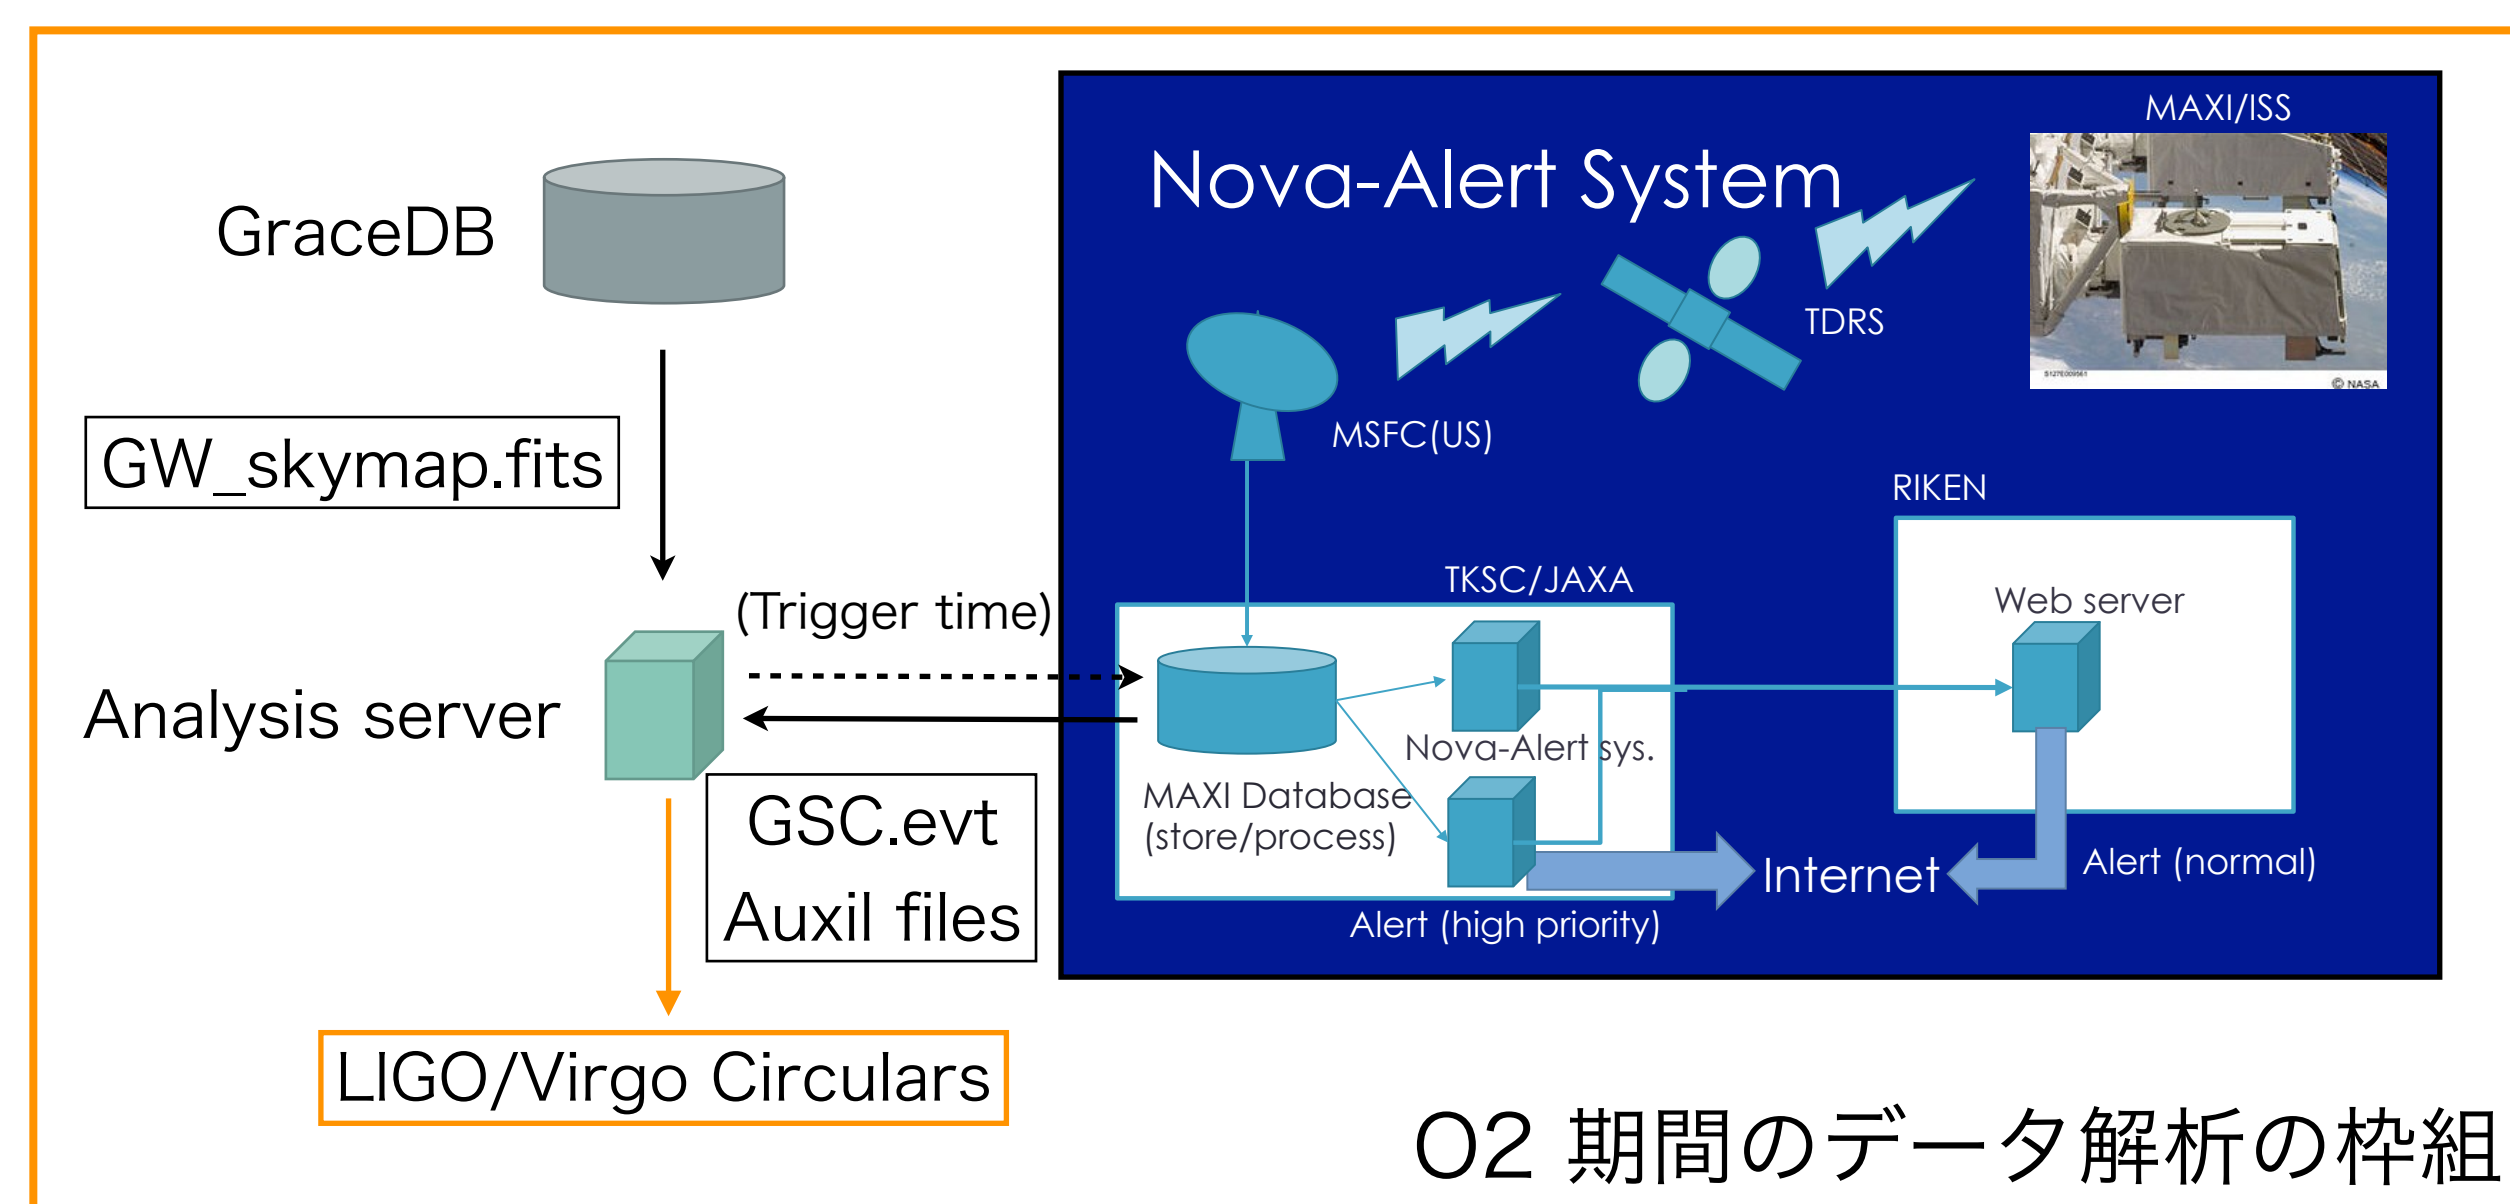 MAXI/ISS
Nova-Alert System
GraceDB
TDRS
S127E009561
© NASA
MSFC(US)
GW_skymap.fits
RIKEN
TKSC/JAXA
(Trigger time)
Web server
Analysis server
Nova-Alert sys.
MAXI Database
(store/process)
GSC.evt
Auxil files
Internet
Alert (normal)
Alert (high priority)
LIGO/Virgo Circulars
O2 期間のデータ解析の枠組